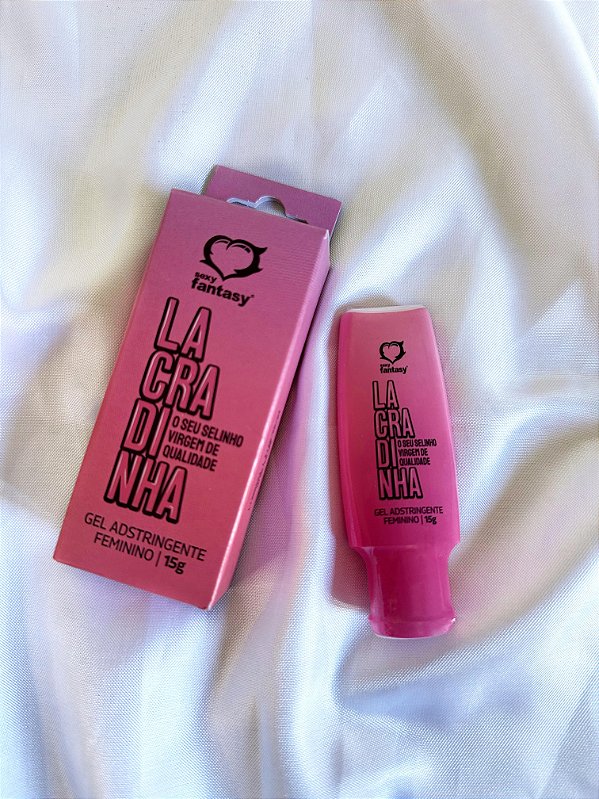 sexy
fantasy®
LA
CRA
DI
NHA
O SEU SELINHO
VIRGEM DE
QUALIDADE
GEL ADSTRINGENTE
FEMININO | 15g
sexy
fantasy®
LA
CRA
DI
NHA
O SEU SELINHO
VIRGEM DE
QUALIDADE
GEL ADSTRINGENTE
FEMININO | 15g